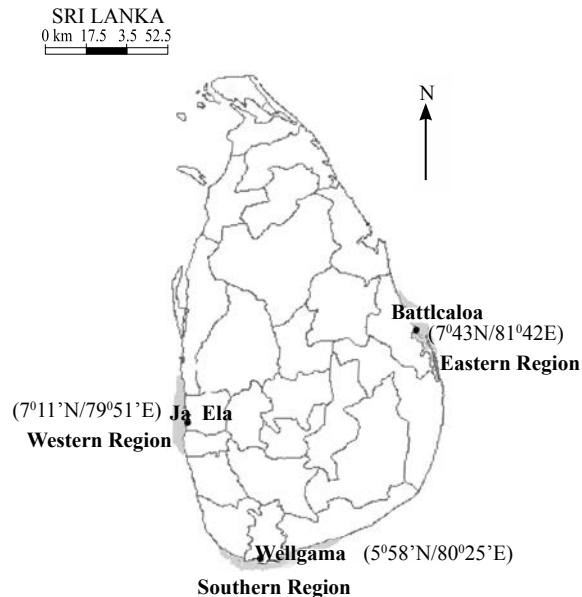 SRI LANKA
0 km 17.5 3.5 52.5
N
Battlcaloa
(7⁰43N/81⁰42E)
Eastern Region
(7⁰11’N/79⁰51’E) Ja Ela
Western Region
Wellgama (5⁰58’N/80⁰25’E)
Southern Region